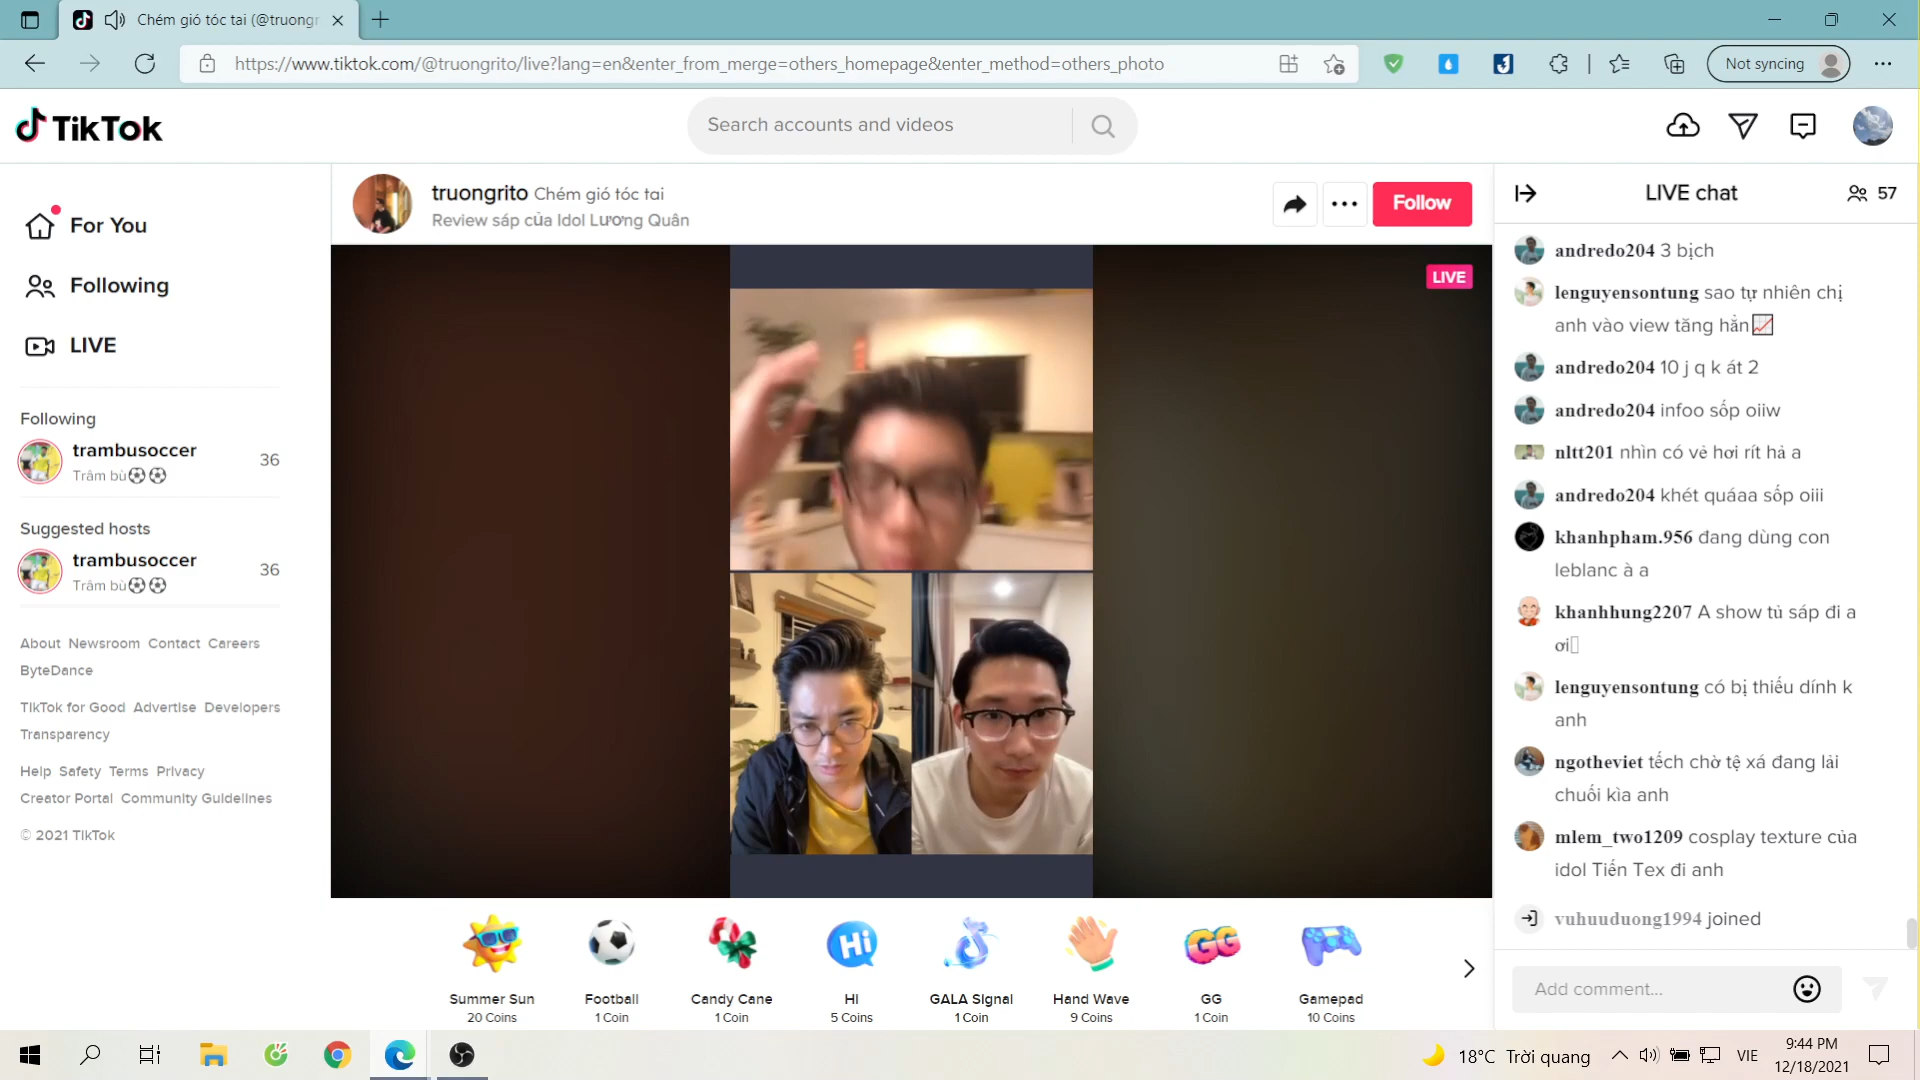 Chém gió tóc tai (@truongr
https://www.tiktok.com/@truongrito/live?lang=en&enter_from_merge=others_homepage&enter_method=others_photo
Not syncing
TikTok
Search accounts and videos
For You
Following
LIVE
Following
trambusoccer
36
Trâm bù⚽⚽
Suggested hosts
trambusoccer
36
Trâm bù⚽⚽
About Newsroom Contact Careers
ByteDance
TikTok for Good Advertise Developers
Transparency
Help Safety Terms Privacy
Creator Portal Community Guidelines
© 2021 TikTok
truongrito Chém gió tóc tai
Review sáp của Idol Lương Quân
Follow
LIVE
Summer Sun
20 Coins
Football
1 Coin
Candy Cane
1 Coin
Hi
Hi
5 Coins
GALA Signal
1 Coin
Hand Wave
9 Coins
GG
GG
1 Coin
Gamepad
10 Coins
LIVE chat
57
andredo204 3 bịch
lenguyensontung sao tự nhiên chị
anh vào view tăng hẳn📈
andredo204 10 j q k át 2
andredo204 infoo sốp oiiw
nltt201 nhìn có vẻ hơi rít hả a
andredo204 khét quáaa sốp oiii
khanhpham.956 đang dùng con
leblanc à a
khanhhung2207 A show tủ sáp đi a
ơi
lenguyensontung có bị thiếu dính k
anh
ngotheviet tếch chờ tệ xá đang lải
chuối kìa anh
mlem_two1209 cosplay texture của
idol Tiến Tex đi anh
vuhuuduong1994 joined
Add comment...
18°C Trời quang
VIE
9:44 PM
12/18/2021